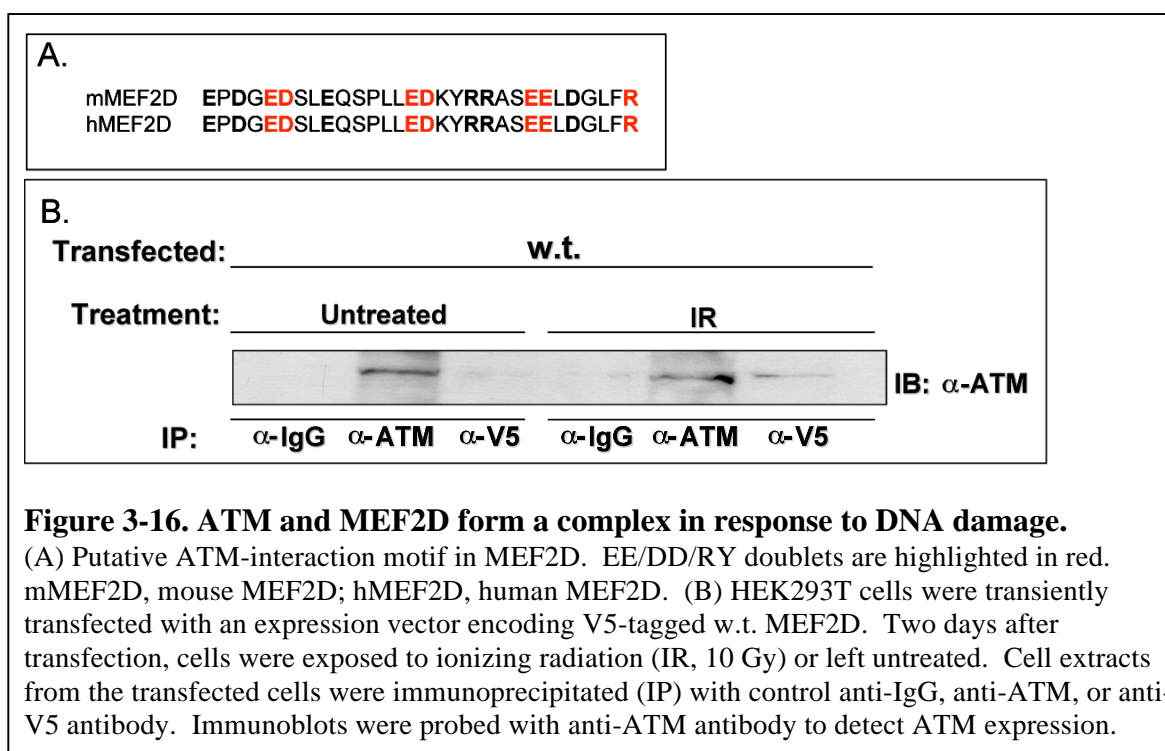 A.
mMEF2D EPDGEDSLEQSPLLEDKYRRASEELDGLFR
hMEF2D EPDGEDSLEQSPLLEDKYRRASEELDGLFR
B.
Transfected: w.t.
Treatment: Untreated IR
IB: α-ATM
IP: α-IgG α-ATM α-V5 α-IgG α-ATM α-V5
Figure 3-16. ATM and MEF2D form a complex in response to DNA damage.
(A) Putative ATM-interaction motif in MEF2D. EE/DD/RY doublets are highlighted in red.
mMEF2D, mouse MEF2D; hMEF2D, human MEF2D. (B) HEK293T cells were transiently
transfected with an expression vector encoding V5-tagged w.t. MEF2D. Two days after
transfection, cells were exposed to ionizing radiation (IR, 10 Gy) or left untreated. Cell extracts
from the transfected cells were immunoprecipitated (IP) with control anti-IgG, anti-ATM, or anti-
V5 antibody. Immunoblots were probed with anti-ATM antibody to detect ATM expression.